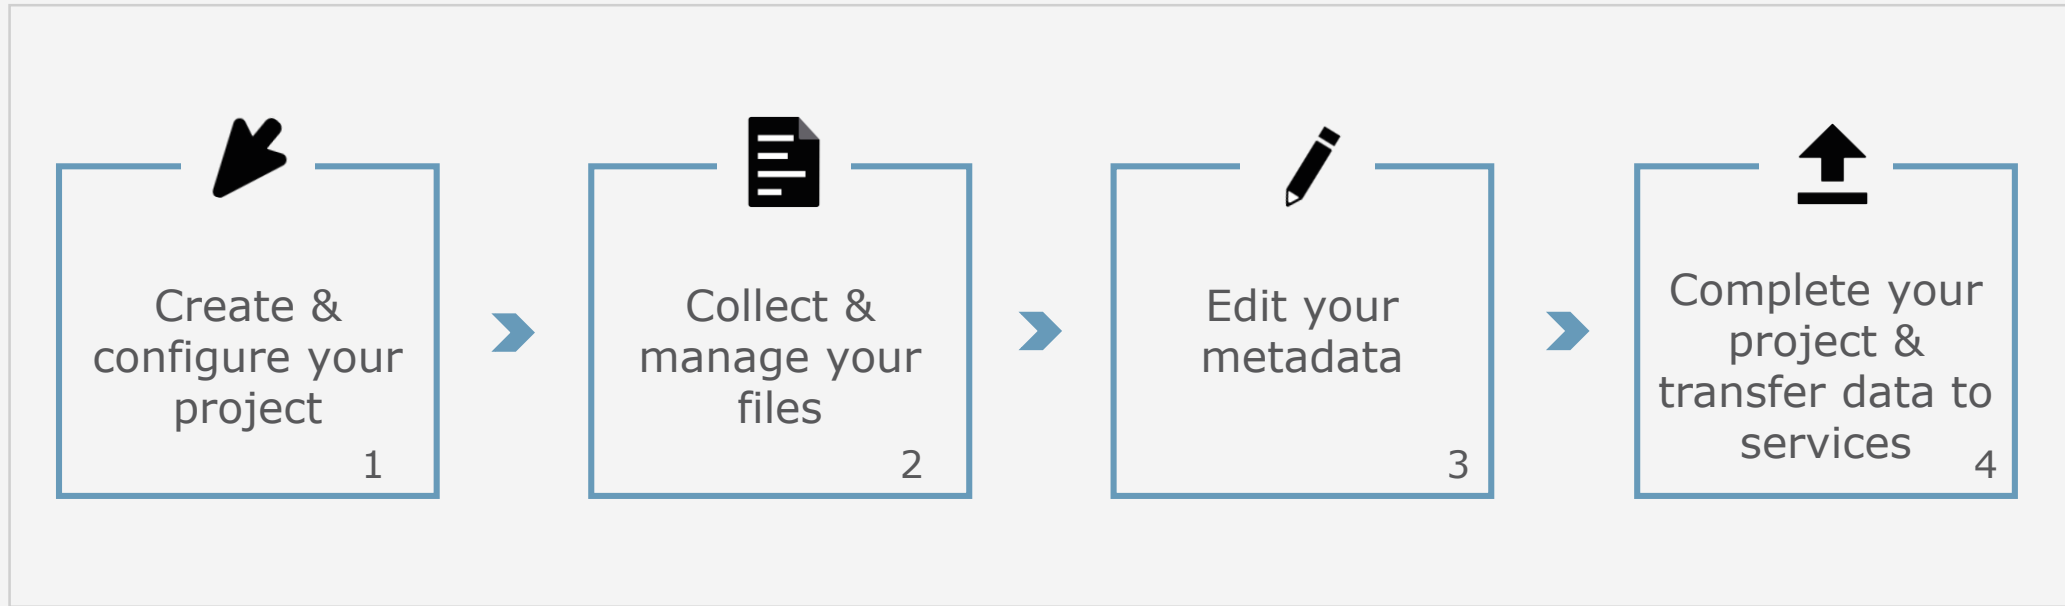 Create &
configure your
project
1
Collect &
manage your
files
2
Edit your
metadata
3
Complete your
project &
transfer data to
services
4